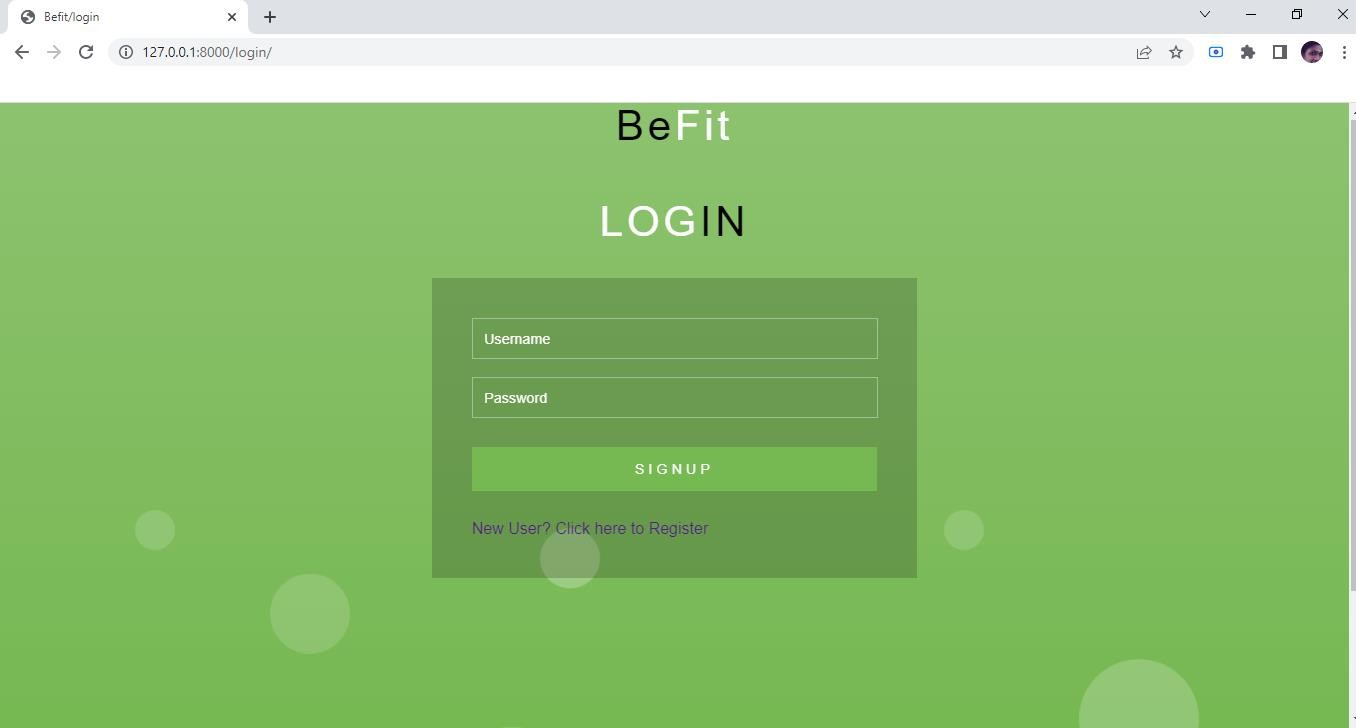 Befit/login
127.0.0.1:8000/login/
BeFit
LOGIN
Username
Password
SIGNUP
New User? Click here to Register